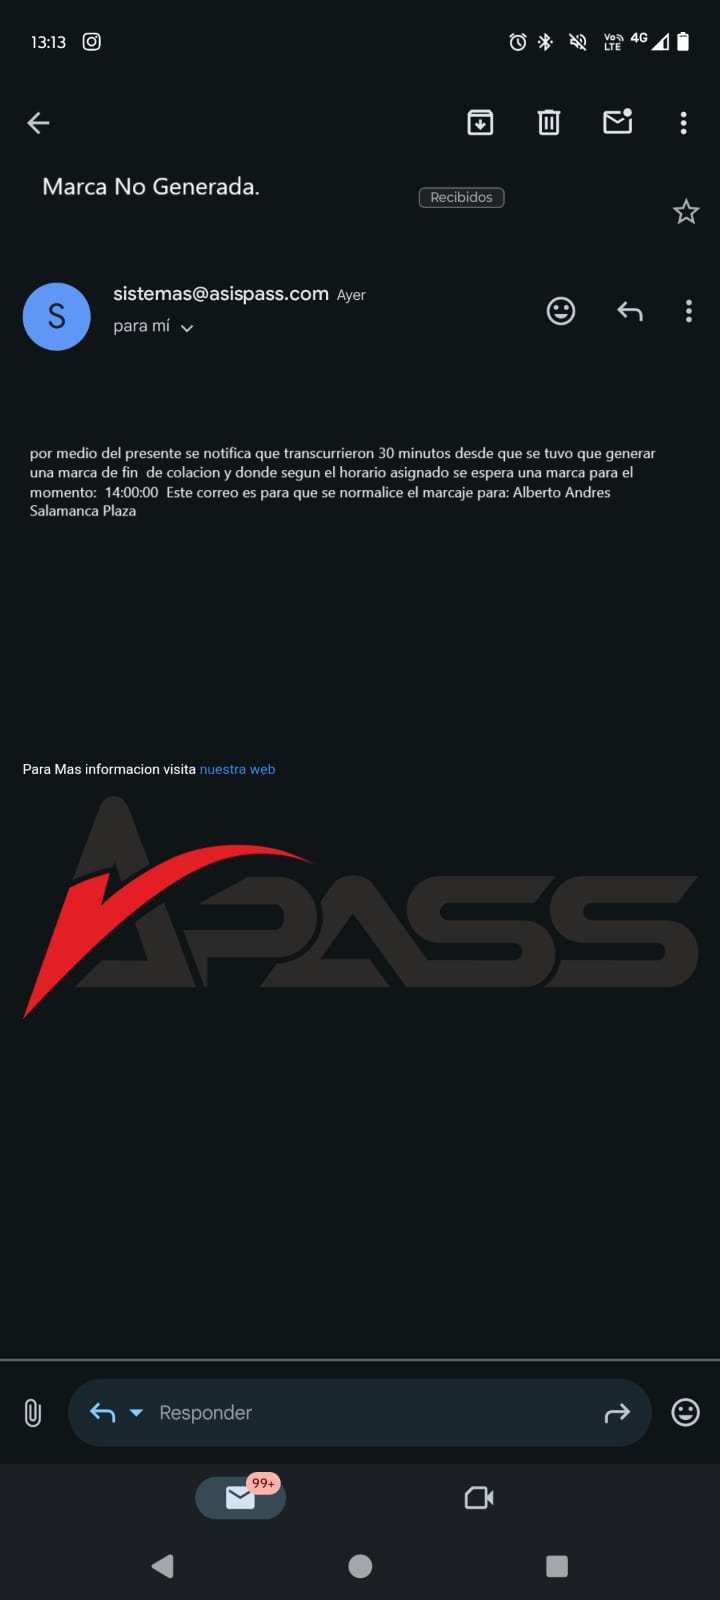 13:13
Vo LTE 4G
Marca No Generada.
Recibidos
S
sistemas@asispass.com Ayer
para mí
por medio del presente se notifica que transcurrieron 30 minutos desde que se tuvo que generar
una marca de fin  de colacion y donde segun el horario asignado se espera una marca para el
momento:  14:00:00  Este correo es para que se normalice el marcaje para: Alberto Andres
Salamanca Plaza
Para Mas informacion visita nuestra web
APASS
Responder
99+